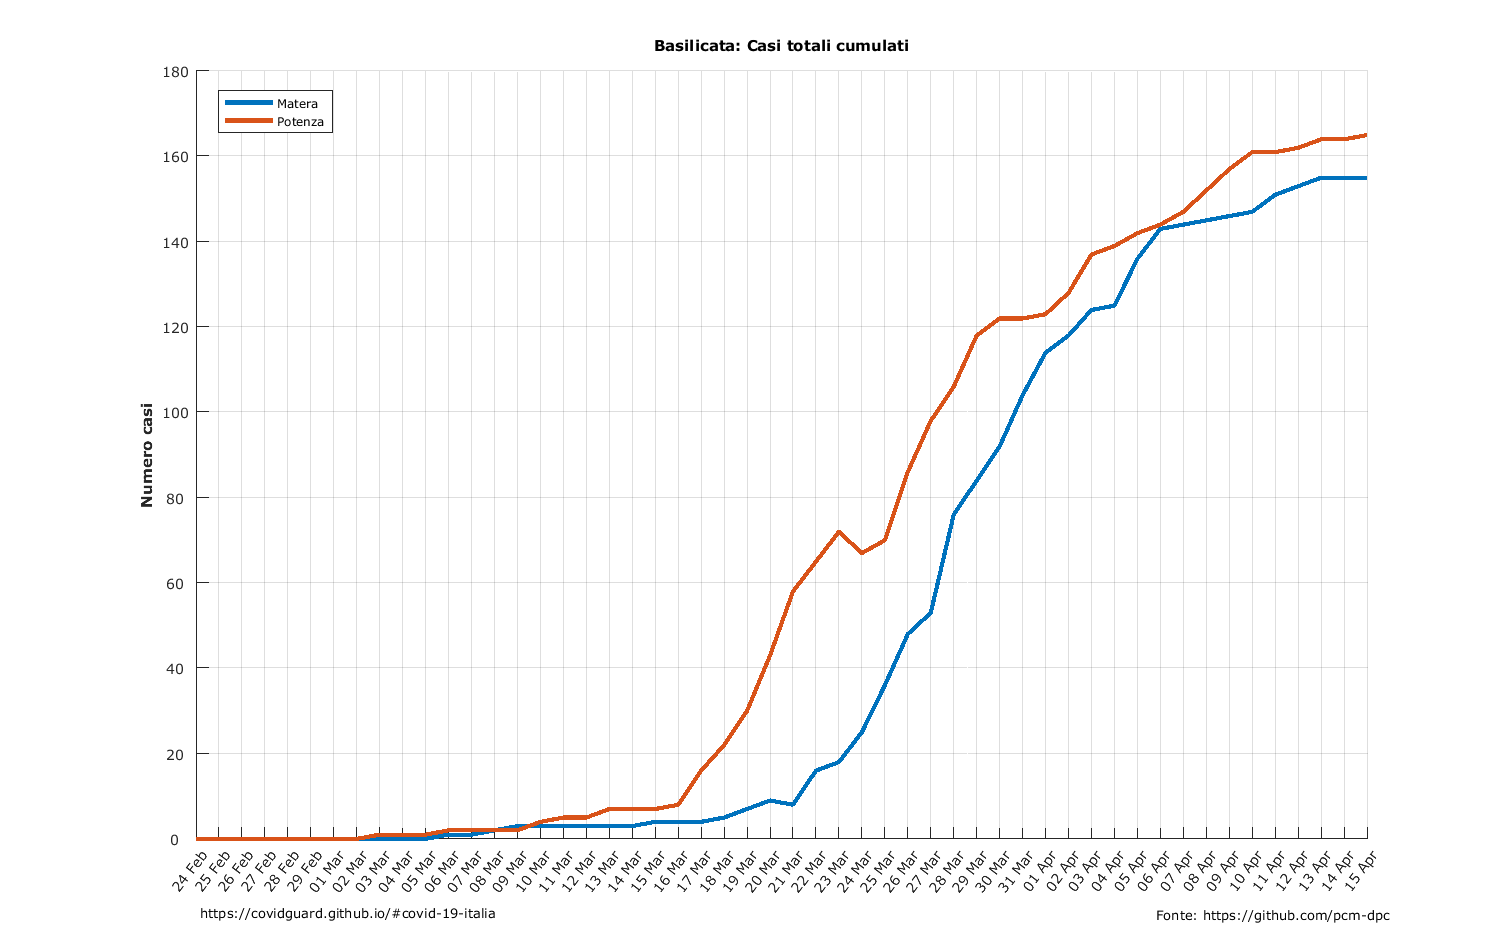 Basilicata: Casi totali cumulati
Matera
Potenza
Numero casi
180
160
140
120
100
80
60
40
20
0
24 Feb
25 Feb
26 Feb
27 Feb
28 Feb
29 Feb
01 Mar
02 Mar
03 Mar
04 Mar
05 Mar
06 Mar
07 Mar
08 Mar
09 Mar
10 Mar
11 Mar
12 Mar
13 Mar
14 Mar
15 Mar
16 Mar
17 Mar
18 Mar
19 Mar
20 Mar
21 Mar
22 Mar
23 Mar
24 Mar
25 Mar
26 Mar
27 Mar
28 Mar
29 Mar
30 Mar
31 Mar
01 Apr
02 Apr
03 Apr
04 Apr
05 Apr
06 Apr
07 Apr
08 Apr
09 Apr
10 Apr
11 Apr
12 Apr
13 Apr
14 Apr
15 Apr
https://covidguard.github.io/#covid-19-italia
Fonte: https://github.com/pcm-dpc